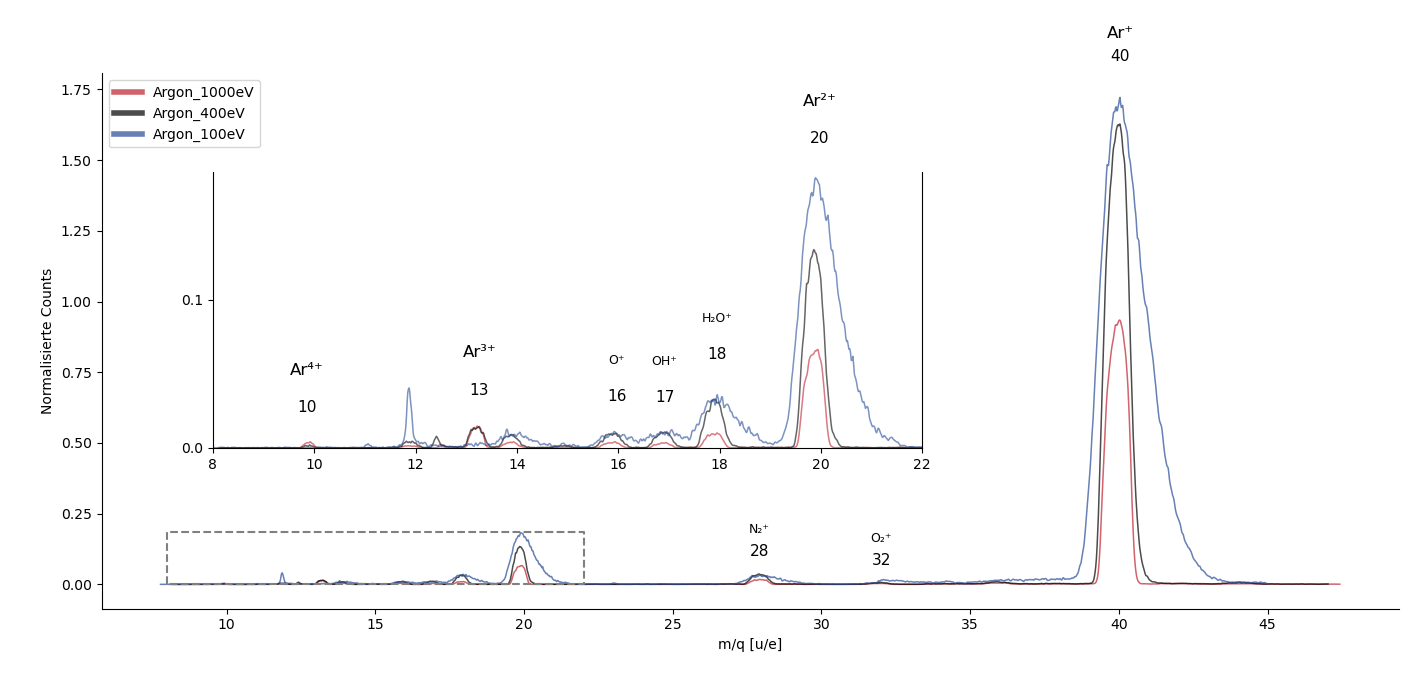 Ar⁺
40
1.75
Argon_1000eV
Argon_400eV
Argon_100eV
Ar²⁺
20
1.50
1.25
1.00
0.75
0.50
0.25
0.00
Normalisierte Counts
0.1
0.0
Ar⁴⁺
10
Ar³⁺
13
O⁺
16
OH⁺
17
H₂O⁺
18
8 10 12 14 16 18 20 22
N₂⁺
28
O₂⁺
32
10 15 20 25 30 35 40 45
m/q [u/e]